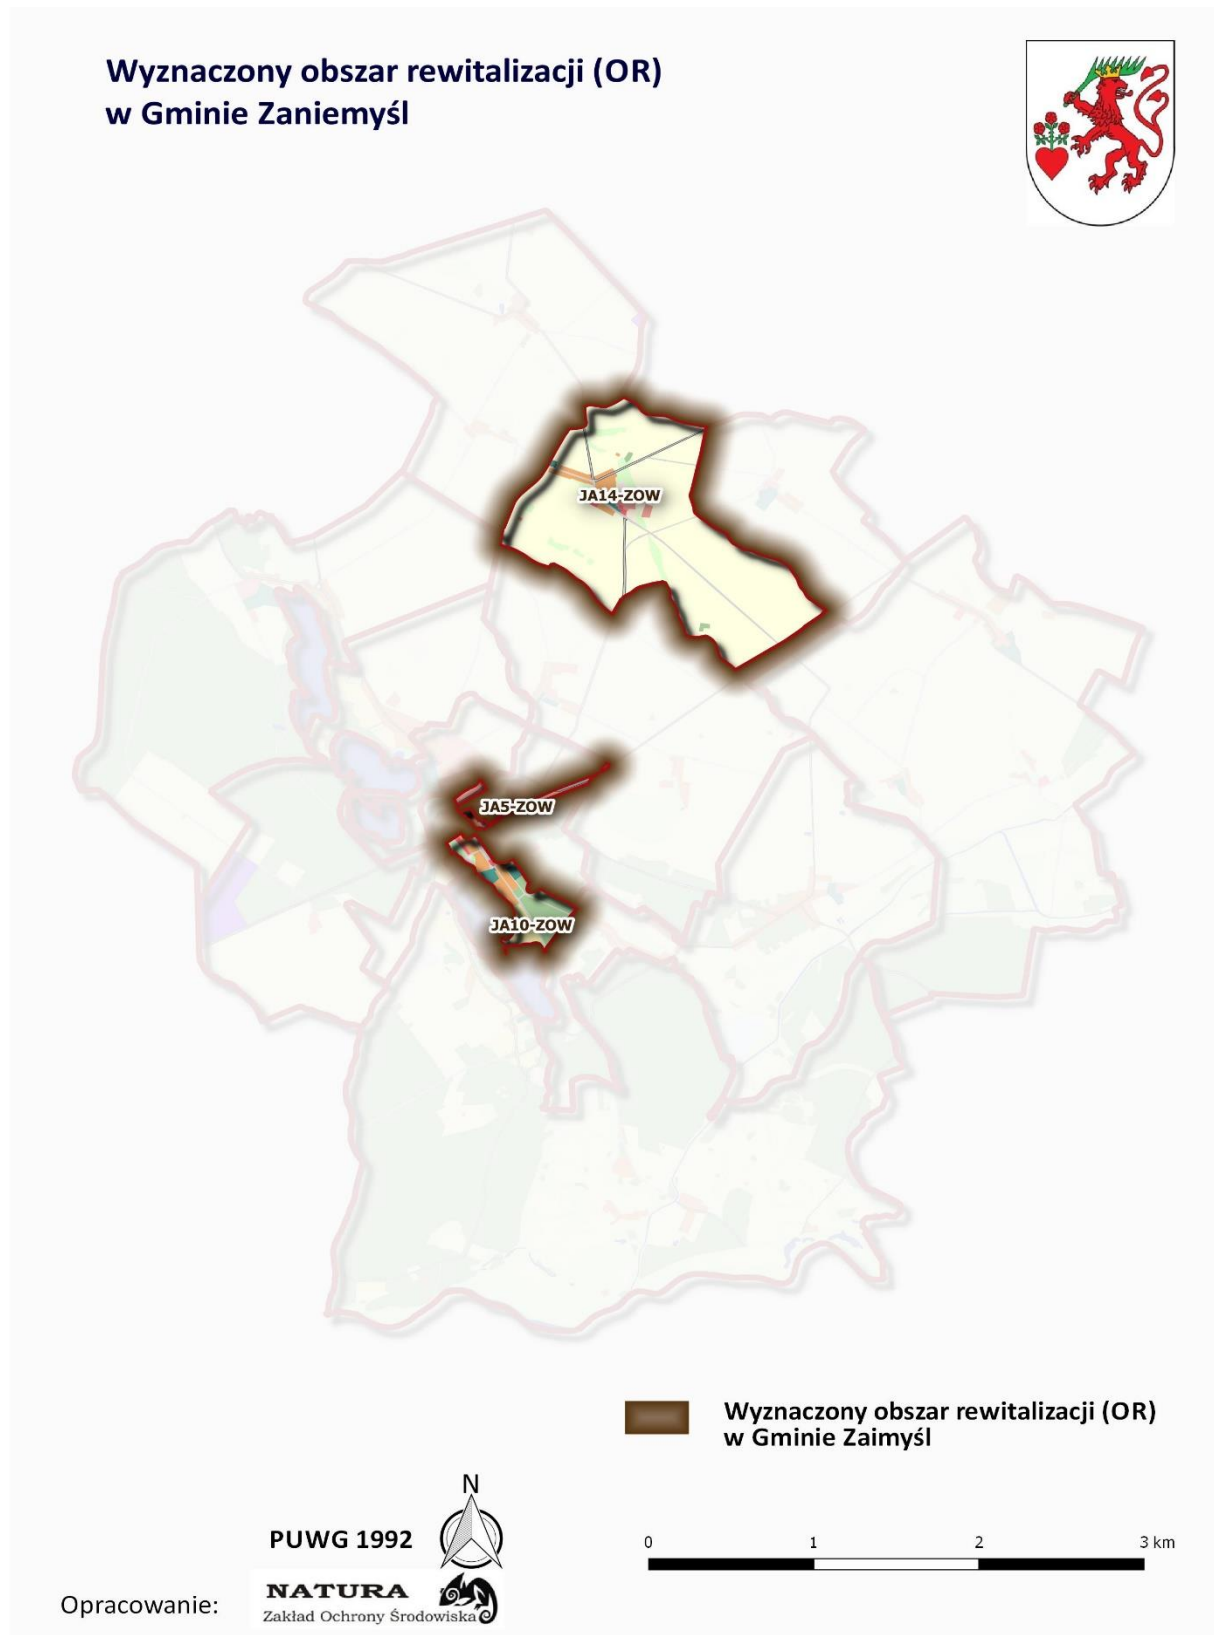 Wyznaczony obszar rewitalizacji (OR)
w Gminie Zaniemyśl
JA14-ZOW
JA5-ZOW
JA10-ZOW
Wyznaczony obszar rewitalizacji (OR)
w Gminie Zaimyśl
N
PUWG 1992
0 1 2 3 km
Opracowanie:
NATURA
Zakład Ochrony Środowiska